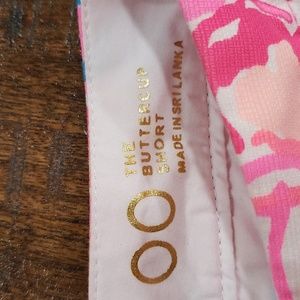 THE
BUTTERCUP
SHORT
MADE IN SRI LANKA
00